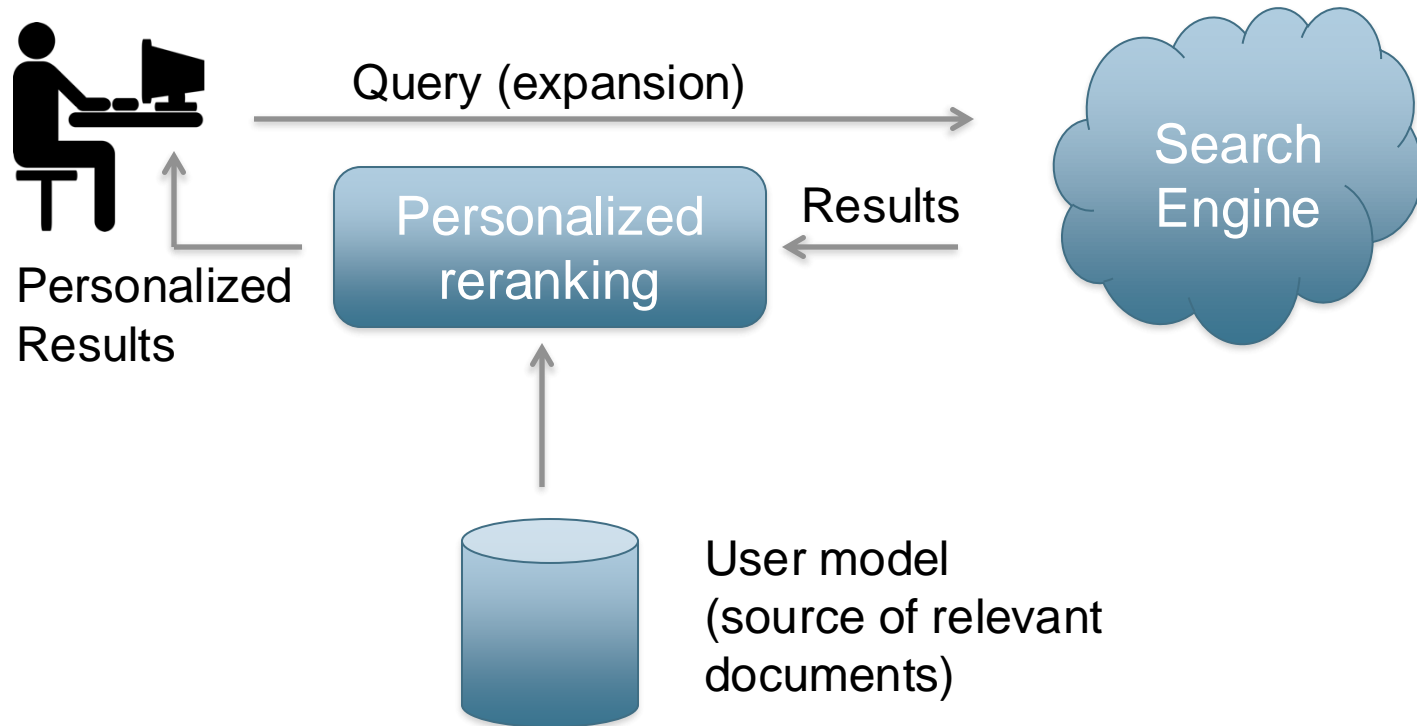 Query (expansion)
Search
Engine
Personalized
reranking
Results
Personalized
Results
User model
(source of relevant
documents)